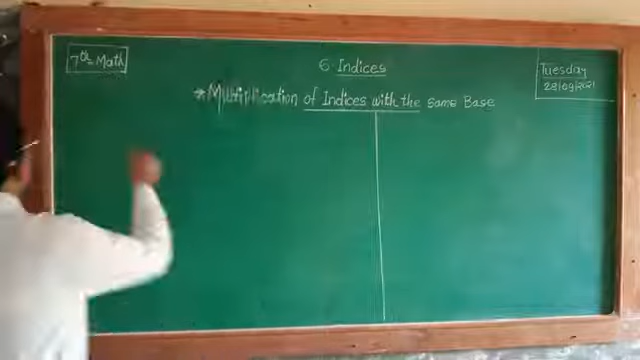 7th Math
6 Indices
Tuesday
28/09/2021
* Multiplication of Indices with the same Base